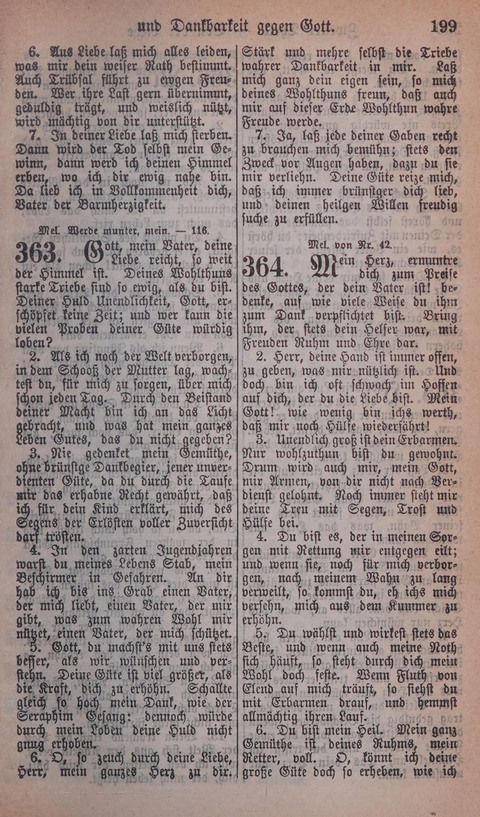 und Dankbarkeit gegen Gott. 199
6. Aus Liebe laß mich alles leiden,
was mir dein weiser Rath bestimmt.
Auch Trübsal führt zu ewgen Freu-
den. Wer ihre Last gern übernimmt,
geduldig trägt, und weislich nützt,
wird mächtig von dir unterstützt.
7. In deiner Liebe laß mich sterben.
Dann wird der Tod selbst mein Ge-
winn, dann werd ich deinen Himmel
erben, wo ich dir ewig nahe bin.
Da lieb ich in Vollkommenheit dich,
Vater der Barmherzigkeit.
Mel. Werde munter, mein. — 116.
363. Gott, mein Vater, deine
Liebe reicht, so weit
der Himmel ist. Deines Wohlthuns
starke Triebe sind so ewig, als du bist.
Deiner Huld Unendlichkeit, Gott, er-
schöpfet keine Zeit; und wer kann die
vielen Proben deiner Güte würdig
loben?
2. Als ich noch der Welt verborgen,
in dem Schooß der Mutter lag, wach-
test du, für mich zu sorgen, über mich
schon jeden Tag. Durch den Beistand
deiner Macht bin ich an das Licht
gebracht, und was hat mein ganzes
Leben Gutes, das du nicht gegeben?
3. Nie gedenket mein Gemüthe,
ohne brünstge Dankbegier, jener unver-
dienten Güte, da du durch die Taufe
mir das erhabne Recht gewährt, daß
ich für dein Kind erklärt, mich des
Segens der Erlösten voller Zuversicht
darf trösten.
4. In den zarten Jugendjahren
warst du meines Lebens Stab, mein
Beschirmer in Gefahren. An dir
hab ich bis ins Grab einen Vater,
der mich liebt, einen Vater, der mir
gibt, was zum wahren Wohl mir
nützet, einen Vater, der mich schützet.
5. Gott, du machst's mit uns stets
besser, als wir wünschen und ver-
stehn. Deine Güte ist viel größer, als
die Kraft, dich zu erhöhn. Schallte
gleich so hoch mein Dank, wie der
Seraphim Gesang: dennoch würde
durch mein Loben deine Huld nicht
gnug erhoben.
6. O, so zeuch durch deine Liebe,
Herr, mein ganzes Herz zu dir.
Stärk und mehre selbst die Triebe
wahrer Dankbarkeit in mir. Laß
mich ganz dein eigen sein, so mich
deines Wohlthuns freun, daß auch
mir auf dieser Erde Wohlthun wahre
Freude werde.
7. Ja, laß jede deiner Gaben recht
zu brauchen mich bemühn; stets den
Zweck vor Augen haben, dazu du sie
mir verliehn. Deine Güte reize mich,
daß ich immer brünstiger dich lieb,
und deinen heilgen Willen freudig
suche zu erfüllen.
Mel. von Nr. 42.
364. Mein Herz, ermuntre
dich zum Preise
des Gottes, der dein Vater ist! be-
denke, auf wie viele Weise du ihm
zum Dank verpflichtet bist. Bring
ihm, der stets dein Helfer war, mit
Freuden Ruhm und Ehre dar.
2. Herr, deine Hand ist immer offen,
zu geben, was mir nützlich ist. Und
doch bin ich oft schwach im Hoffen
auf dich, der du die Liebe bist. Mein
Gott! wie wenig bin ichs werth,
daß mir noch Hülfe wiederfährt!
3. Unendlich groß ist dein Erbarmen.
Nur wohlzuthun bist du gewohnt.
Drum wird auch mir, mein Gott,
mir Armen, von dir nicht nach Ver-
dienst gelohnt. Noch immer steht mir
deine Treu mit Segen, Trost und
Hülfe bei.
4. Du bist es, der in meinen Sor-
gen mit Rettung mir entgegen eilt;
und wenn sie, noch für mich verbor-
gen, nach meinem Wahn zu lang
verweilt, so kommst du, eh ichs mich
versehn, mich aus dem Kummer zu
erhöhn.
5. Du wählst und wirkest stets das
Beste, und wenn auch meine Noth
sich häuft, so steht durch dich mein
Wohl doch feste. Wenn Fluth von
Elend auf mich träuft, so siehst du
mit Erbarmen drauf, und hemmst
allmächtig ihren Lauf.
6. Du bist mein Heil. Mein ganz
Gemüthe ist deines Ruhms, mein
Retter, voll. O, könnt ich deine
große Güte doch so erheben, wie ich